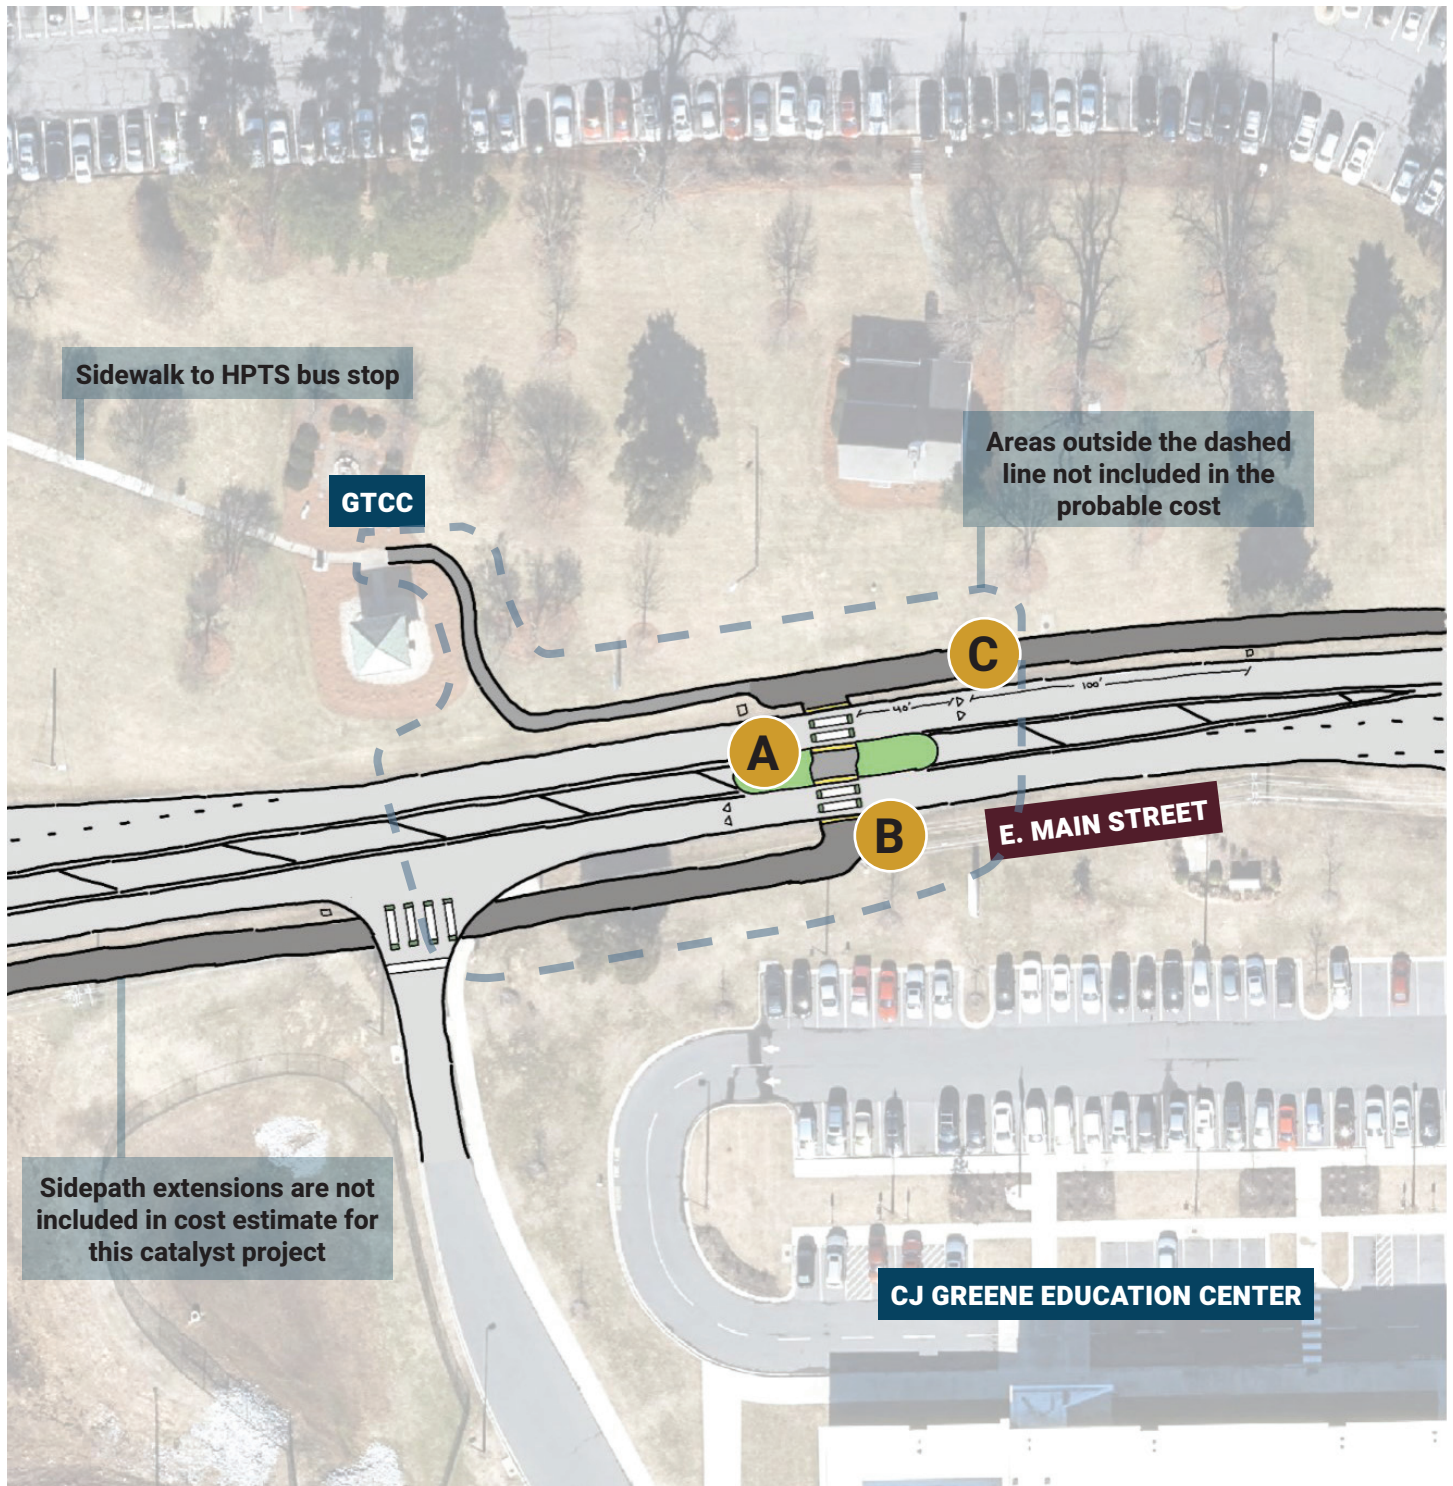 Sidewalk to HPTS bus stop
Areas outside the dashed
line not included in the
probable cost
GTCC
C
100'
40'
A
B
E. MAIN STREET
Sidepath extensions are not
included in cost estimate for
this catalyst project
CJ GREENE EDUCATION CENTER